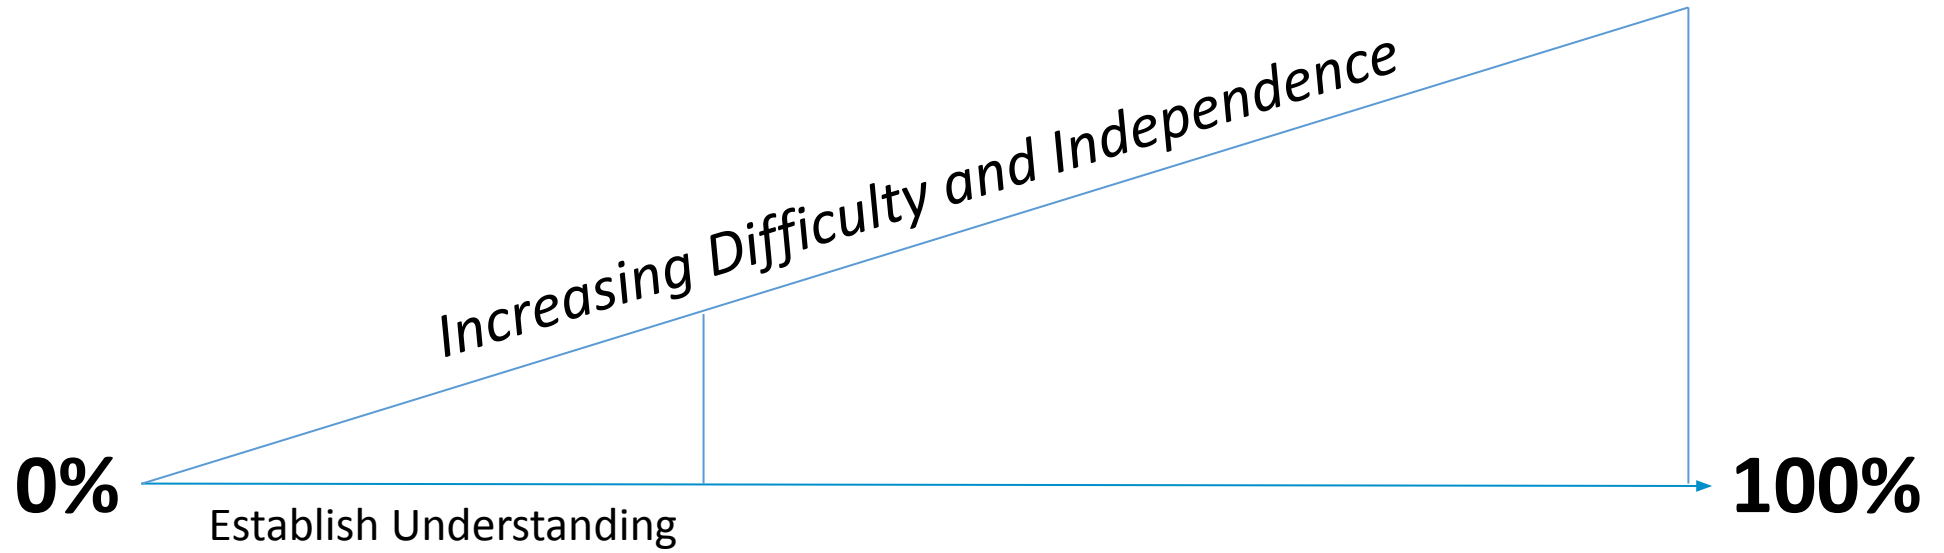 Increasing Difficulty and Independence
0%
100%
Establish Understanding